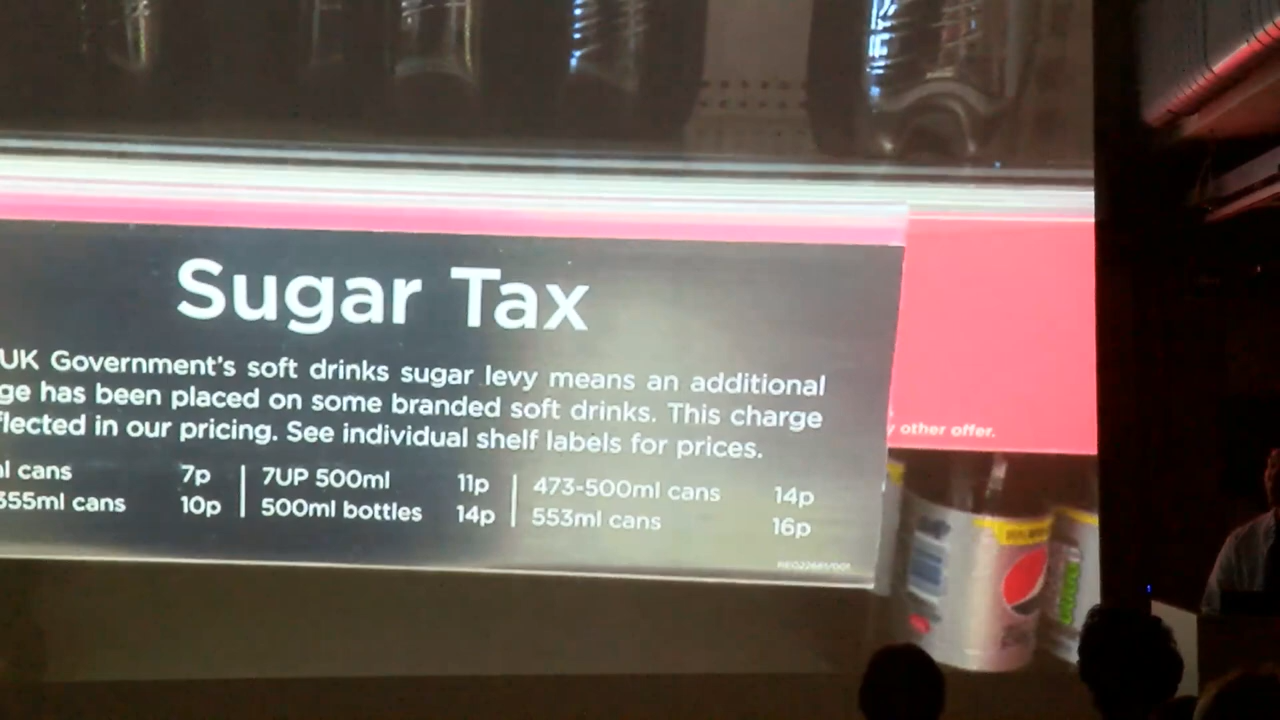 Sugar Tax
UK Government's soft drinks sugar levy means an additional
ge has been placed on some branded soft drinks. This charge
flected in our pricing. See individual shelf labels for prices.
l cans 7p 7UP 500ml 11p 473-500ml cans 14p
355ml cans 10p 500ml bottles 14p 553ml cans 16p
other offer.